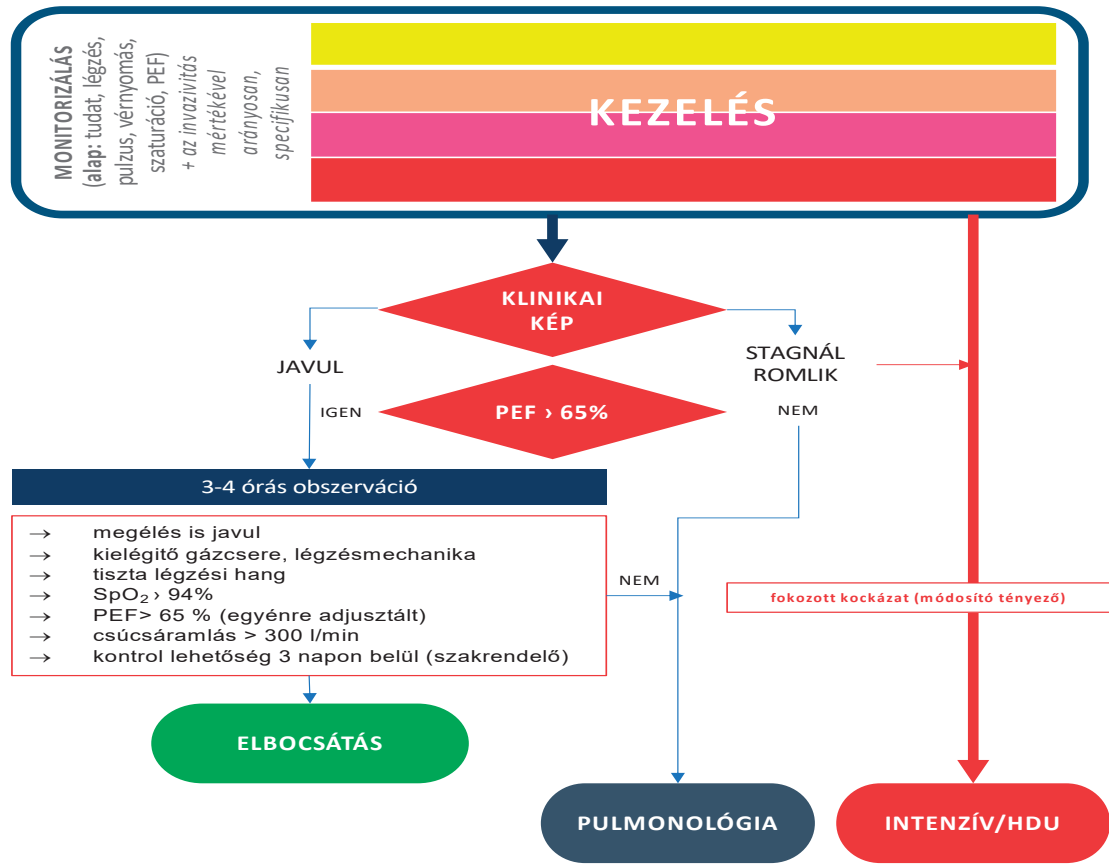 MONITORIZÁLÁS
(alap: tudat, légzés,
pulzus, vérnyomás,
szaturáció, PEF)
+ az invazivitás
mértékével
arányosan,
specifikusan
KEZELÉS
KLINIKAI
KÉP
JAVUL
STAGNÁL
ROMLIK
IGEN
PEF › 65%
NEM
3-4 órás obszerváció
→ megélés is javul
→ kielégitő gázcsere, légzésmechanika
→ tiszta légzési hang
→ SpO₂ › 94%
→ PEF> 65 % (egyénre adjusztált)
→ csúcsáramlás > 300 l/min
→ kontrol lehetőség 3 napon belül (szakrendelő)
NEM
fokozott kockázat (módosító tényező)
ELBOCSÁTÁS
PULMONOLÓGIA
INTENZÍV/HDU